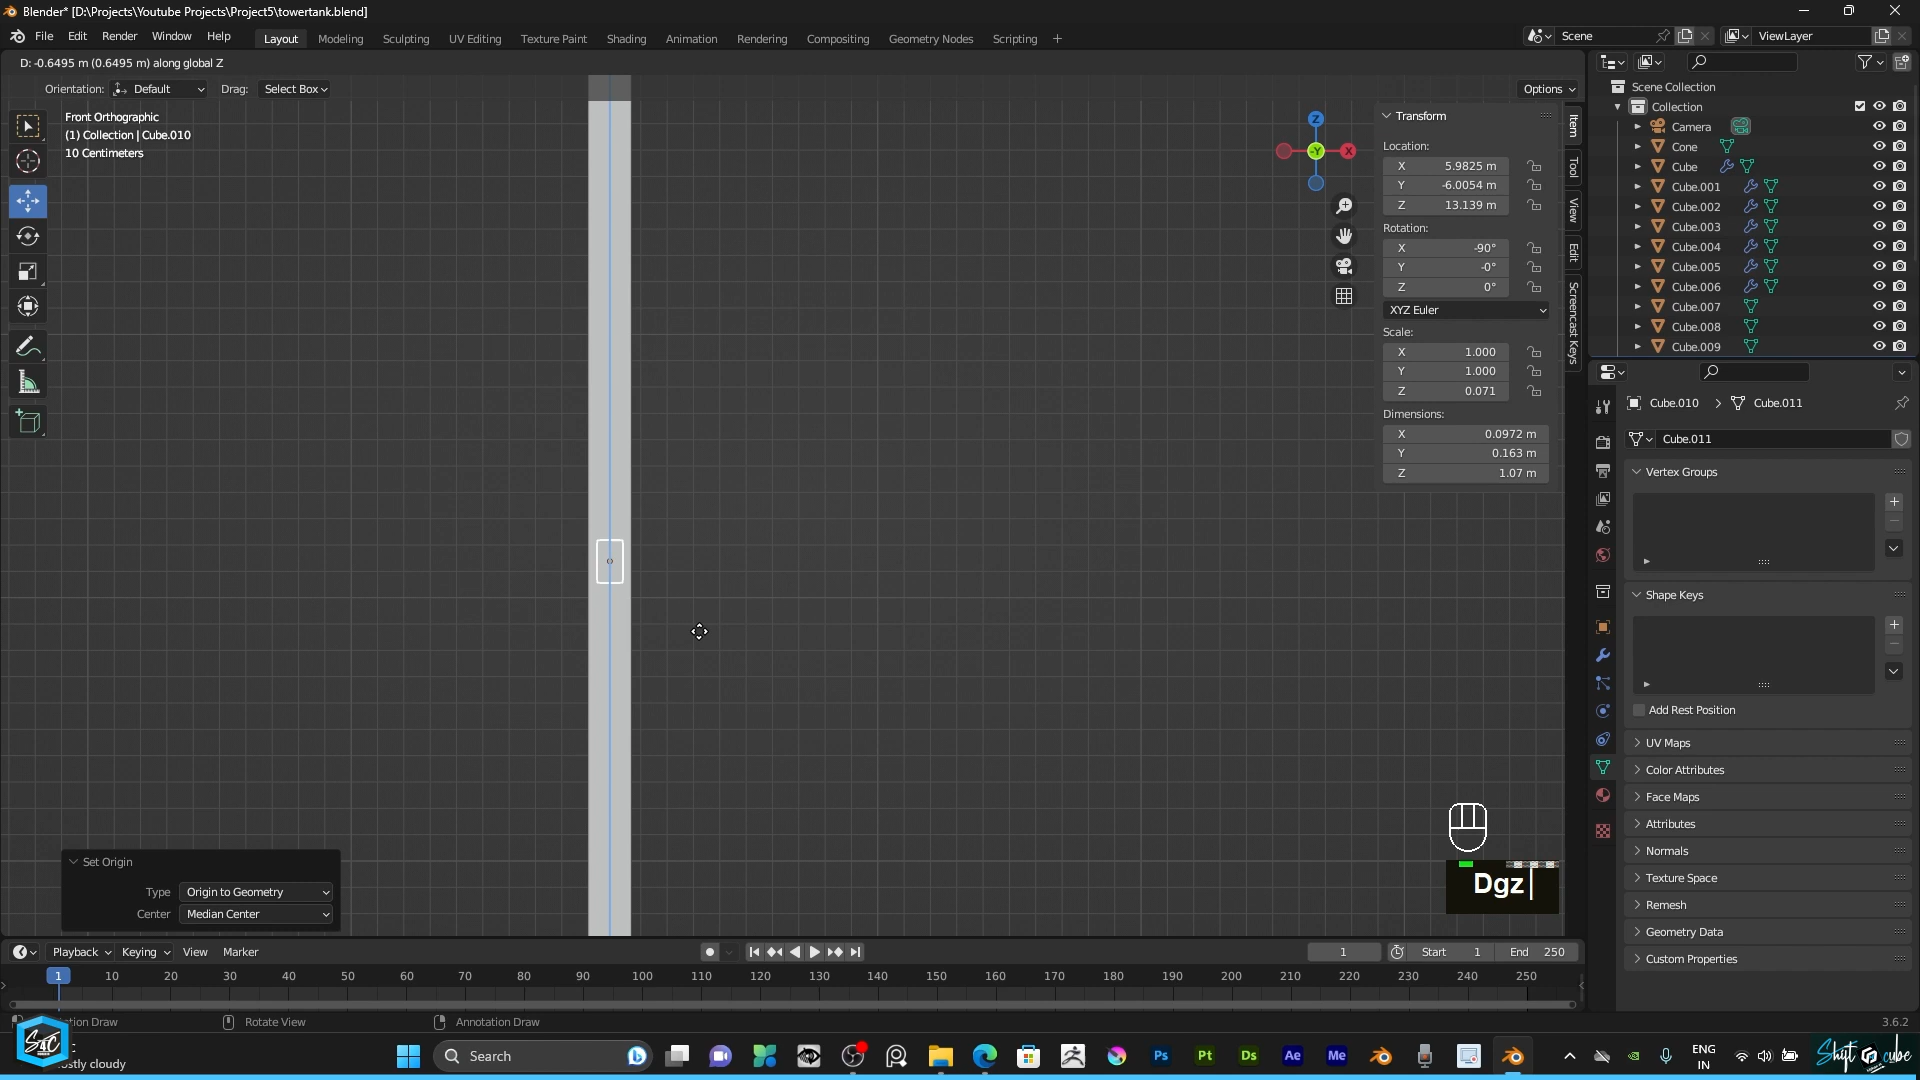 Blender* [D:\Projects\Youtube Projects\Project5\towertank.blend]
File Edit Render Window Help Layout Modeling Sculpting UV Editing Texture Paint Shading Animation Rendering Compositing Geometry Nodes Scripting + Scene ViewLayer
D: -0.6495 m (0.6495 m) along global Z
Orientation: Default Drag: Select Box Options
Front Orthographic
(1) Collection | Cube.010
10 Centimeters
Z
-Y
X
Transform
Location:
X 5.9825 m
Y -6.0054 m
Z 13.139 m
Rotation:
X -90°
Y -0°
Z 0°
XYZ Euler
Scale:
X 1.000
Y 1.000
Z 0.071
Dimensions:
X 0.0972 m
Y 0.163 m
Z 1.07 m
Item
Tool
View
Edit
Screencast Keys
Scene Collection
Collection
Camera
Cone
Cube
Cube.001
Cube.002
Cube.003
Cube.004
Cube.005
Cube.006
Cube.007
Cube.008
Cube.009
Cube.010 > Cube.011
Cube.011
Vertex Groups
Shape Keys
Add Rest Position
UV Maps
Color Attributes
Face Maps
Attributes
Normals
Texture Space
Remesh
Geometry Data
Custom Properties
Set Origin
Type Origin to Geometry
Center Median Center
Dgz
Playback Keying View Marker 1 Start 1 End 250
1 10 20 30 40 50 60 70 80 90 100 110 120 130 140 150 160 170 180 190 200 210 220 230 240 250
Rotate View Annotation Draw 3.6.2
S4C
Search
Ps Pt Ds Ae Me
ENG
IN
Shift 4 Cube